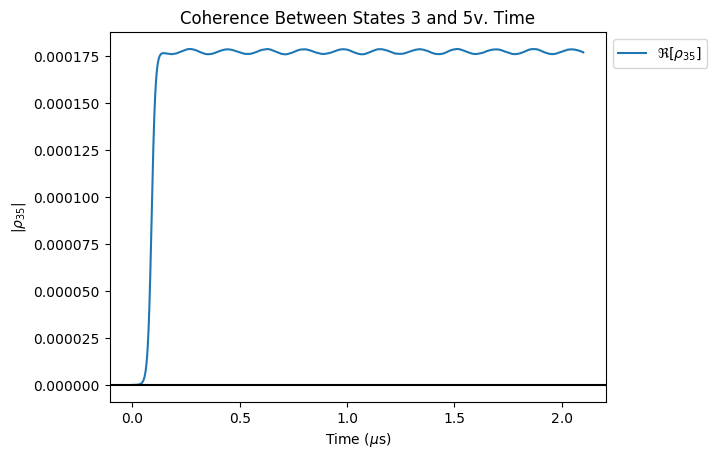 Coherence Between States 3 and 5v. Time
ℜ[ρ₃₅]
|ρ₃₅|
0.000175
0.000150
0.000125
0.000100
0.000075
0.000050
0.000025
0.000000
0.0 0.5 1.0 1.5 2.0
Time (μs)